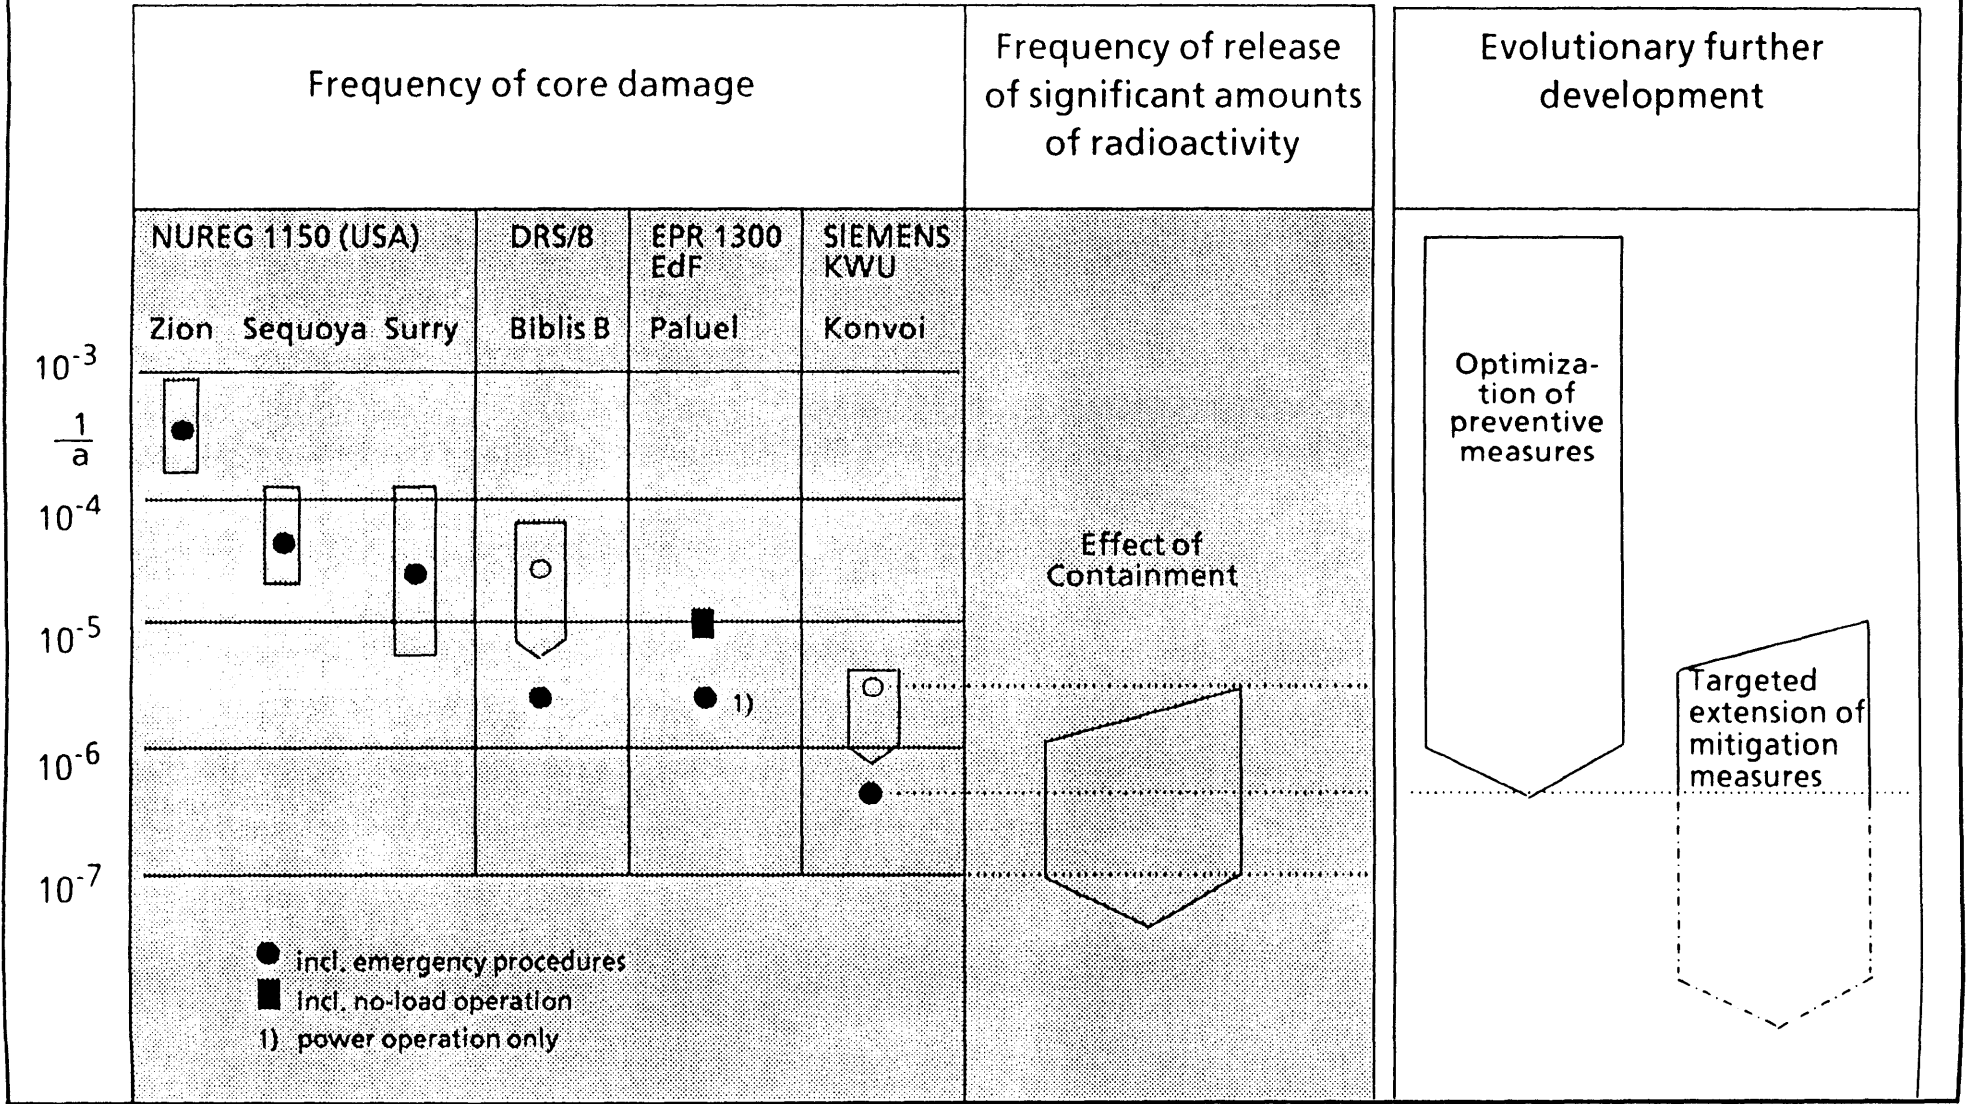 Frequency of core damage
Frequency of release
of significant amounts
of radioactivity
Evolutionary further
development
NUREG 1150 (USA)
DRS/B
EPR 1300
EdF
SIEMENS
KWU
Zion
Sequoya
Surry
Biblis B
Paluel
Konvoi
10-3
1
a
10-4
10-5
10-6
10-7
1)
Effect of
Containment
Optimiza-
tion of
preventive
measures
Targeted
extension of
mitigation
measures
incl. emergency procedures
incl. no-load operation
1) power operation only